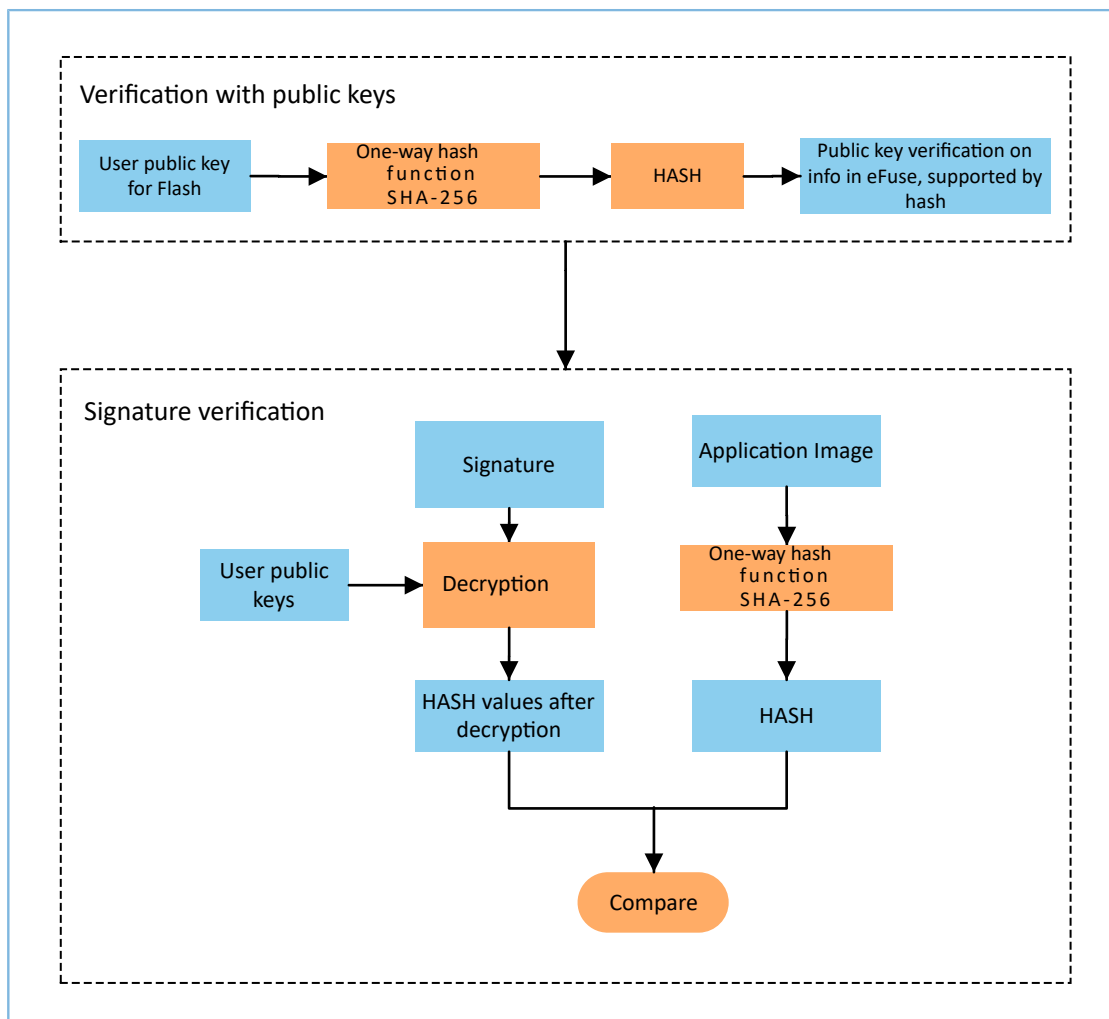 Verification with public keys
User public key
for Flash
One-way hash
function
SHA-256
HASH
Public key verification on
info in eFuse, supported by
hash
Signature verification
Signature
Application Image
User public
keys
Decryption
One-way hash
function
SHA-256
HASH values after
decryption
HASH
Compare